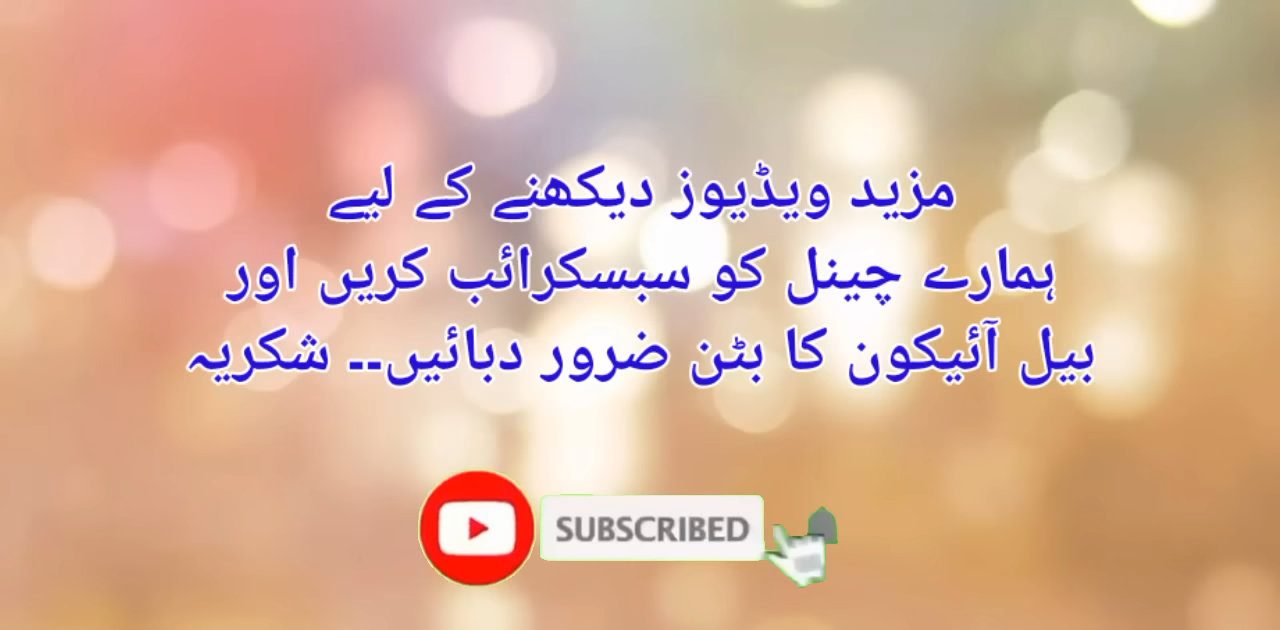 مزید ویڈیوز دیکھنے کے لیے
ہمارے چینل کو سبسکرائب کریں اور
بیل آئیکون کا بٹن ضرور دبائیں۔۔ شکریہ
SUBSCRIBED